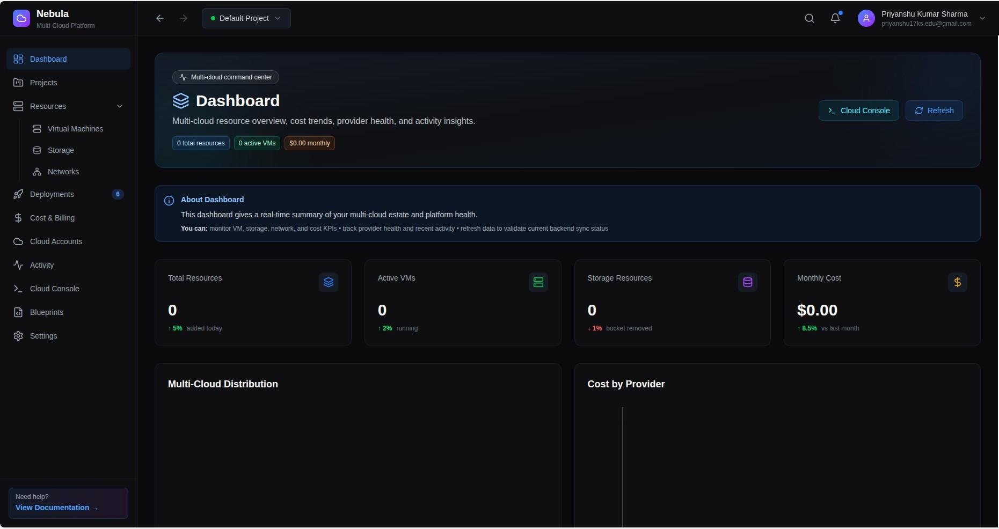 Nebula
Multi-Cloud Platform
Default Project
Priyanshu Kumar Sharma
priyanshu17ks.edu@gmail.com
Dashboard
Projects
Resources
Virtual Machines
Storage
Networks
Deployments 6
Cost & Billing
Cloud Accounts
Activity
Cloud Console
Blueprints
Settings
Need help?
View Documentation →
Multi-cloud command center
Dashboard
Multi-cloud resource overview, cost trends, provider health, and activity insights.
0 total resources 0 active VMs $0.00 monthly
Cloud Console Refresh
About Dashboard
This dashboard gives a real-time summary of your multi-cloud estate and platform health.
You can: monitor VM, storage, network, and cost KPIs • track provider health and recent activity • refresh data to validate current backend sync status
Total Resources
0
↑ 5% added today
Active VMs
0
↑ 2% running
Storage Resources
0
↓ 1% bucket removed
Monthly Cost
$0.00
↑ 8.5% vs last month
Multi-Cloud Distribution
Cost by Provider